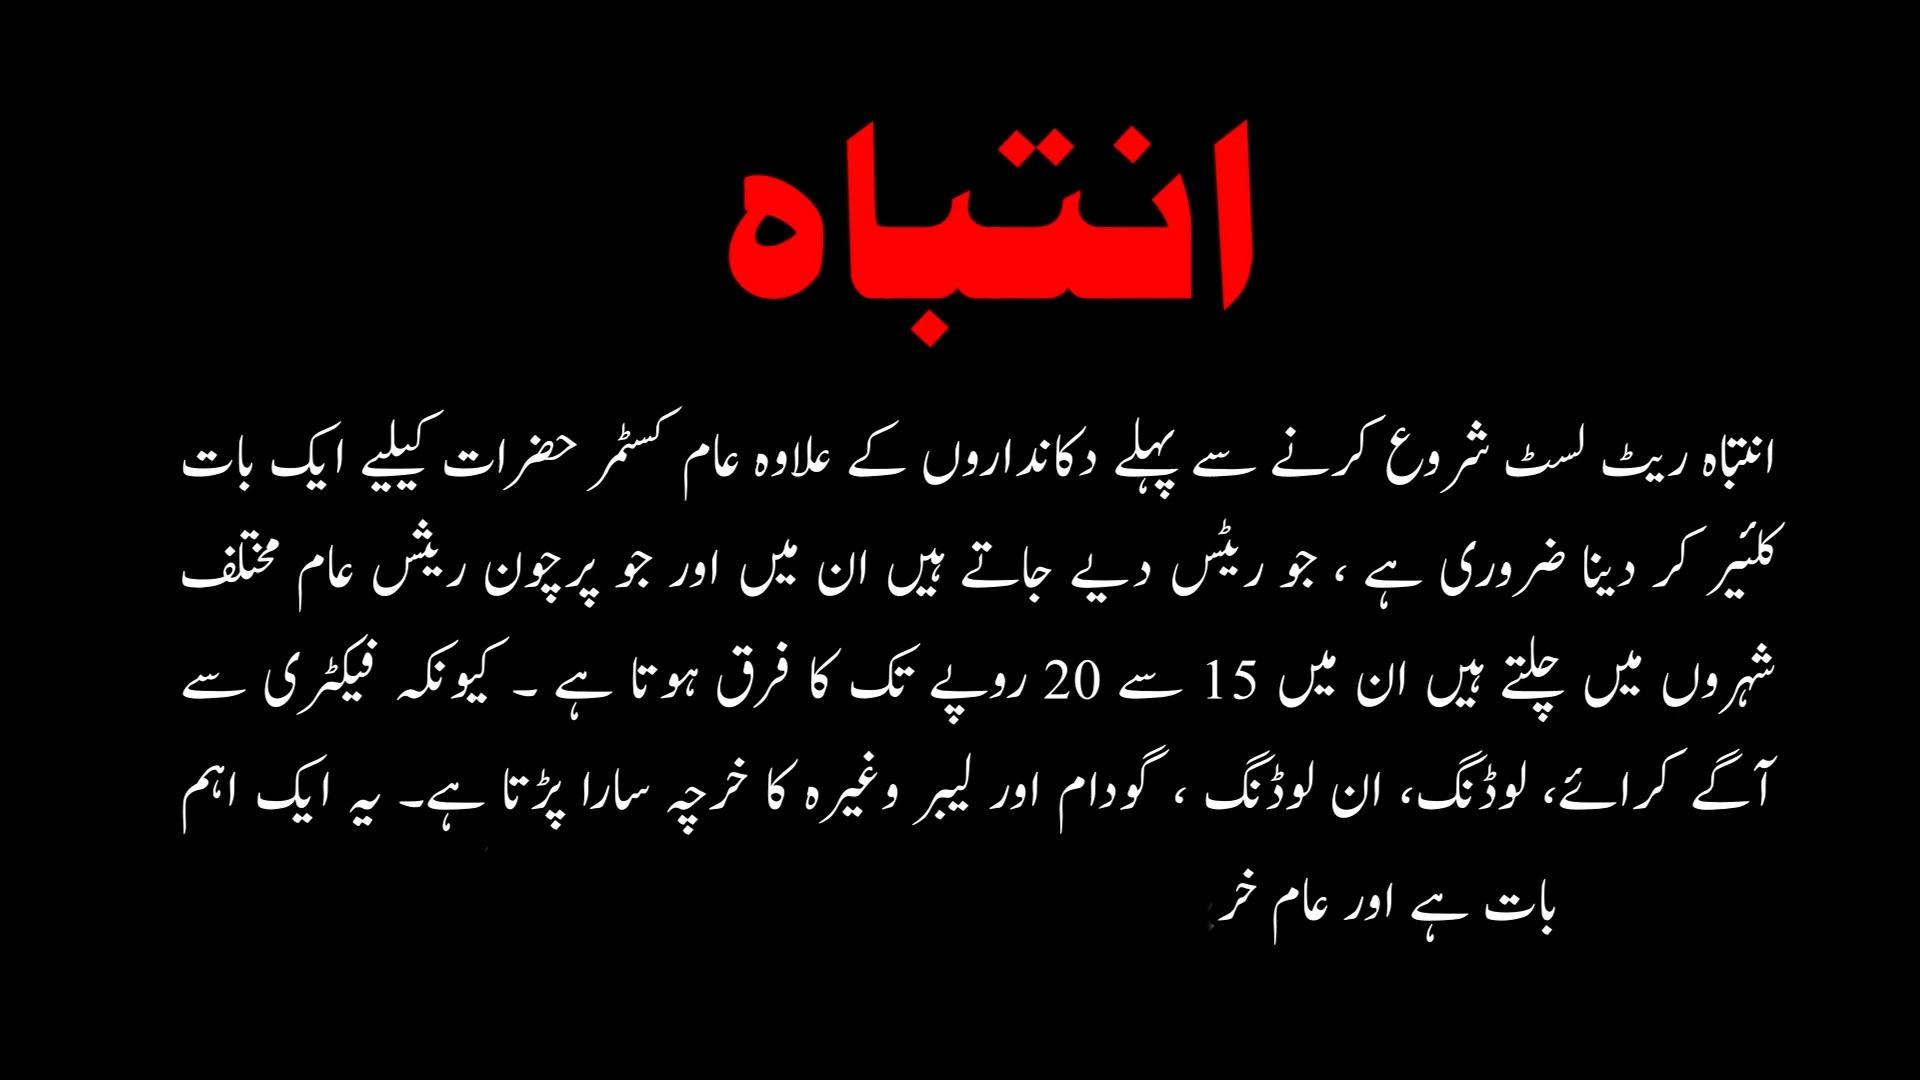 انتباہ
انتباہ ریٹ لسٹ شروع کرنے سے پہلے دکانداروں کے علاوہ عام کسٹمر حضرات کیلیے ایک بات
کلئیر کر دینا ضروری ہے ، جو ریٹس دیے جاتے ہیں ان میں اور جو پرچون ریٹس عام مختلف
شہروں میں چلتے ہیں ان میں 15 سے 20 روپے تک کا فرق ہوتا ہے ۔ کیونکہ فیکٹری سے
آگے کرائے، لوڈنگ، ان لوڈنگ ، گودام اور لیبر وغیرہ کا خرچہ سارا پڑتا ہے۔ یہ ایک اہم
بات ہے اور عام خر